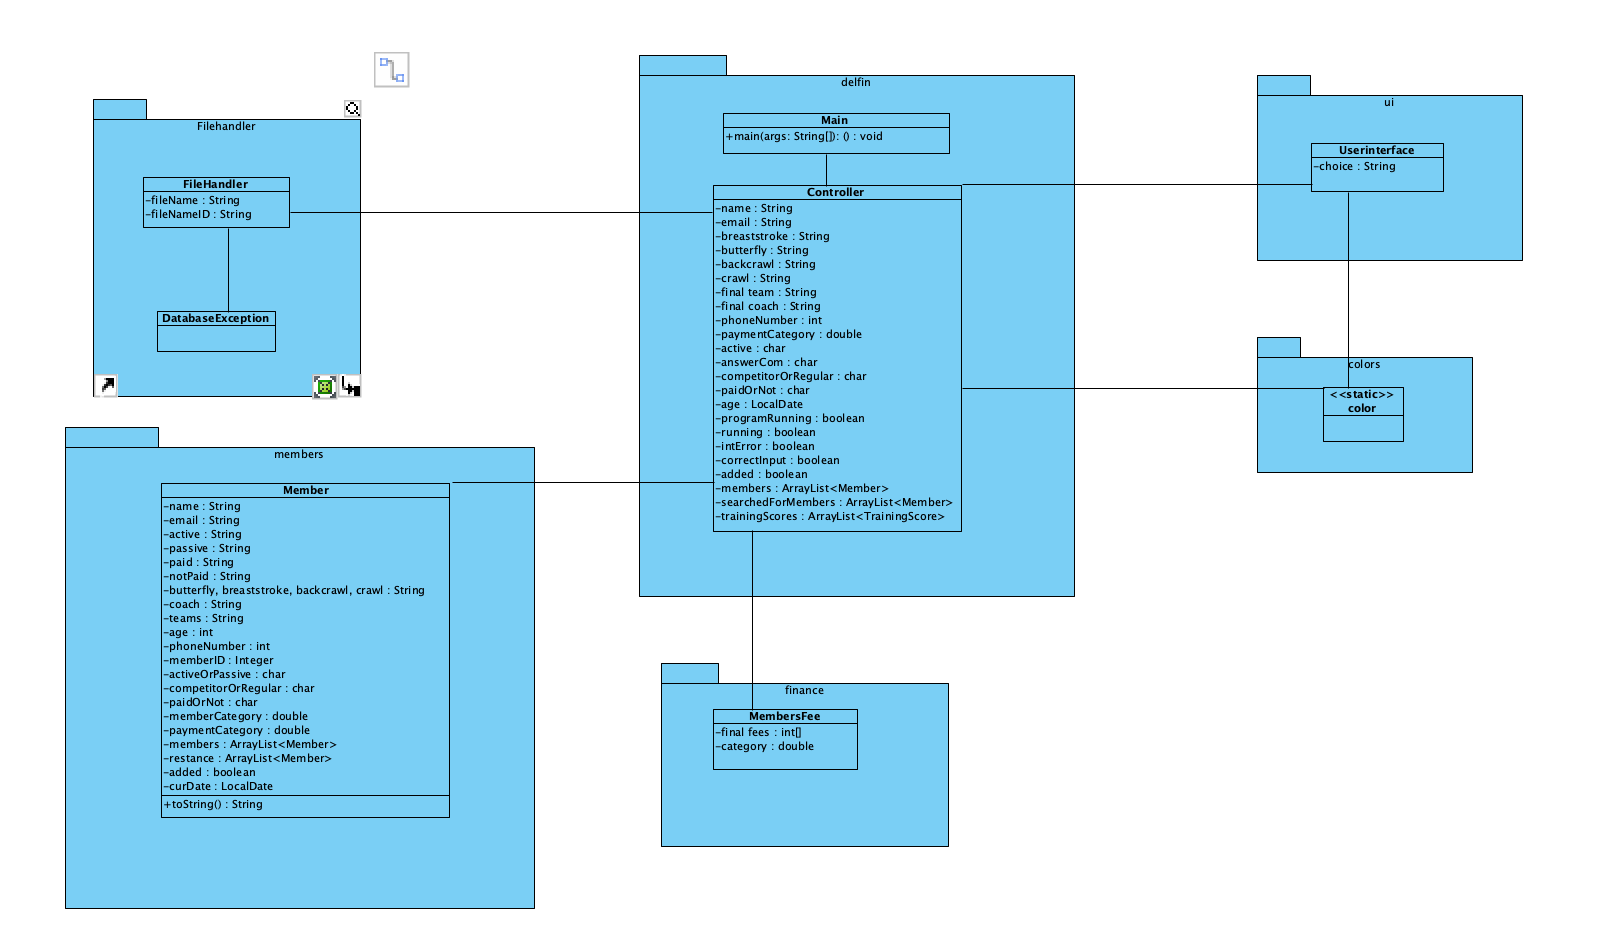 Filehandler
FileHandler
-fileName : String
-fileNameID : String
DatabaseException
members
Member
-name : String
-email : String
-active : String
-passive : String
-paid : String
-notPaid : String
-butterfly, breaststroke, backcrawl, crawl : String
-coach : String
-teams : String
-age : int
-phoneNumber : int
-memberID : Integer
-activeOrPassive : char
-competitorOrRegular : char
-paidOrNot : char
-memberCategory : double
-paymentCategory : double
-members : ArrayList<Member>
-restance : ArrayList<Member>
-added : boolean
-curDate : LocalDate
+toString() : String
delfin
Main
+main(args: String[]): () : void
Controller
-name : String
-email : String
-breaststroke : String
-butterfly : String
-backcrawl : String
-crawl : String
-final team : String
-final coach : String
-phoneNumber : int
-paymentCategory : double
-active : char
-answerCom : char
-competitorOrRegular : char
-paidOrNot : char
-age : LocalDate
-programRunning : boolean
-running : boolean
-intError : boolean
-correctInput : boolean
-added : boolean
-members : ArrayList<Member>
-searchedForMembers : ArrayList<Member>
-trainingScores : ArrayList<TrainingScore>
finance
MembersFee
-final fees : int[]
-category : double
ui
Userinterface
-choice : String
colors
<<static>>
color